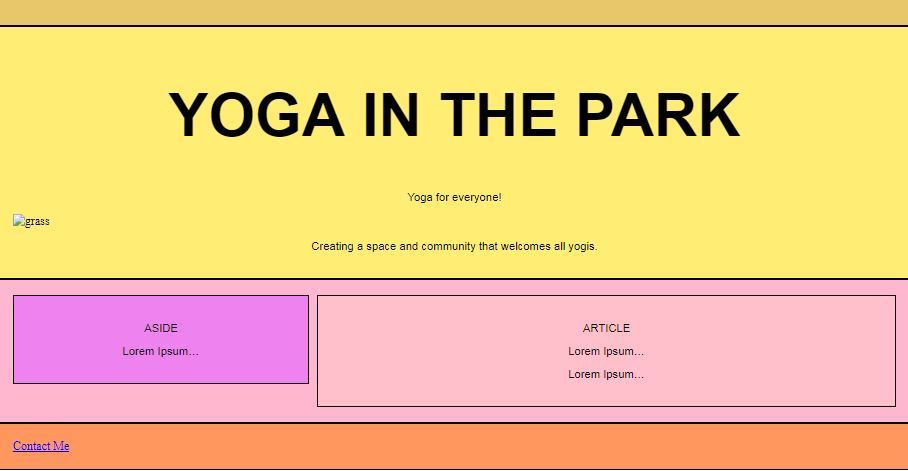 YOGA IN THE PARK
Yoga for everyone!
grass
Creating a space and community that welcomes all yogis.
ASIDE
Lorem Ipsum...
ARTICLE
Lorem Ipsum...
Lorem Ipsum...
Contact Me